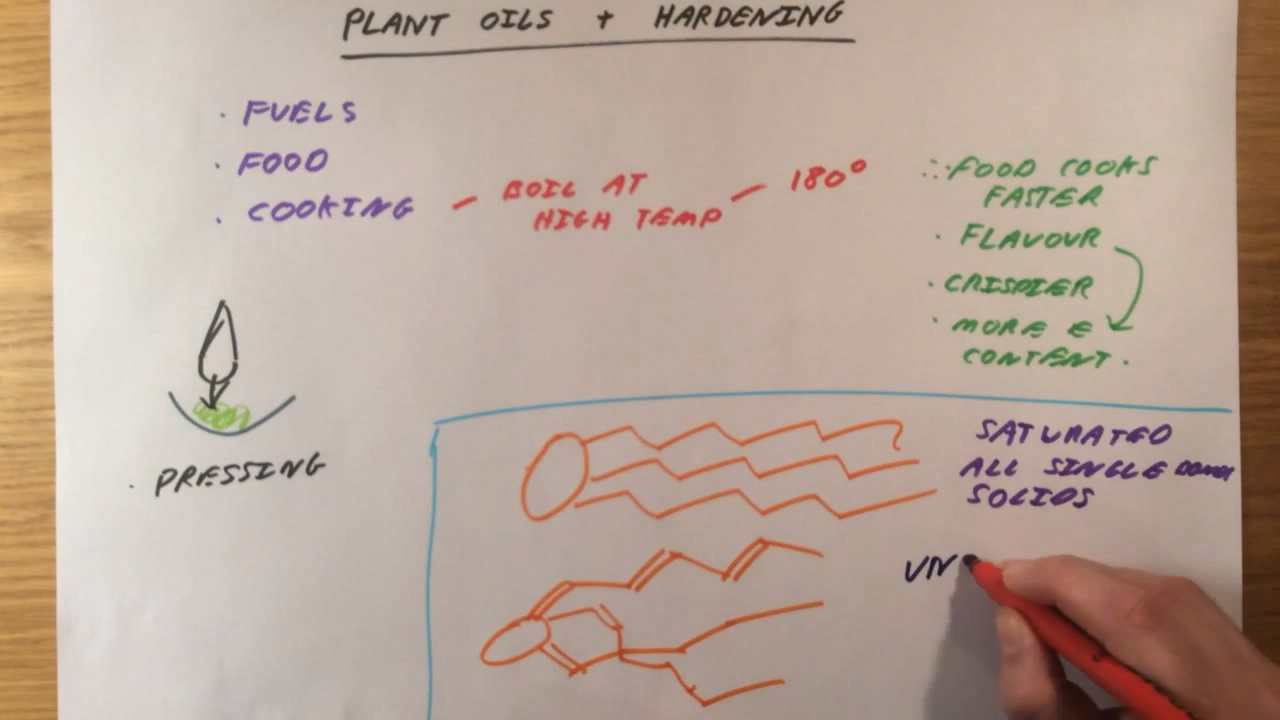 PLANT OILS + HARDENING
· FUELS
· FOOD
· COOKING - BOIL AT HIGH TEMP - 180°
∴ FOOD COOKS
FASTER
· FLAVOUR
· CRISPIER
· MORE E
CONTENT.
· PRESSING
SATURATED
ALL SINGLE BONDS
SOLIDS
UN